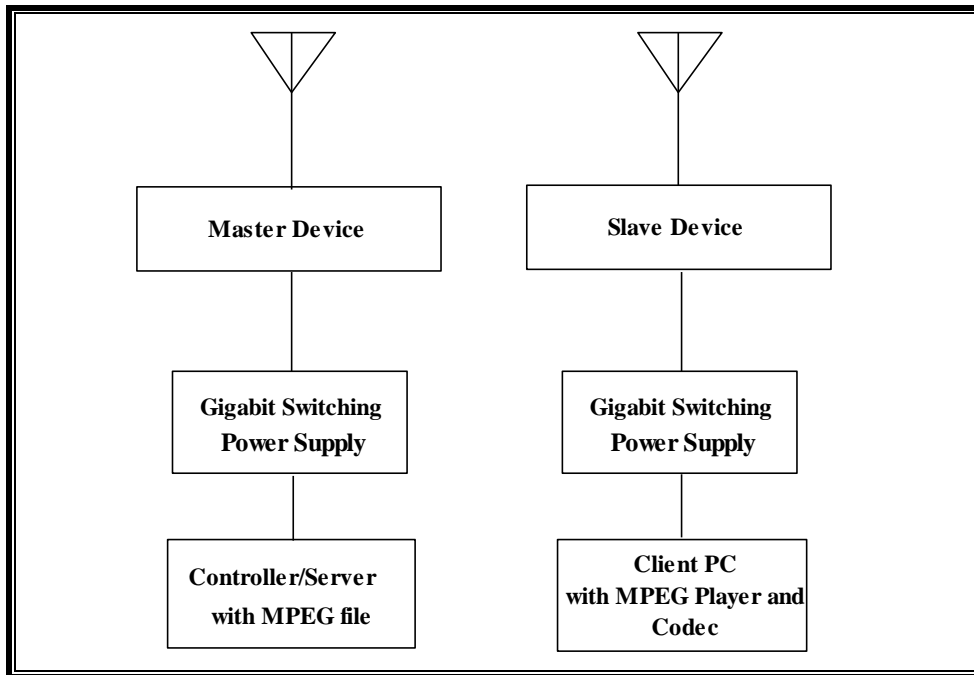 Master Device
Gigabit Switching
Power Supply
Controller/Server
with MPEG file
Slave Device
Gigabit Switching
Power Supply
Client PC
with MPEG Player and
Codec